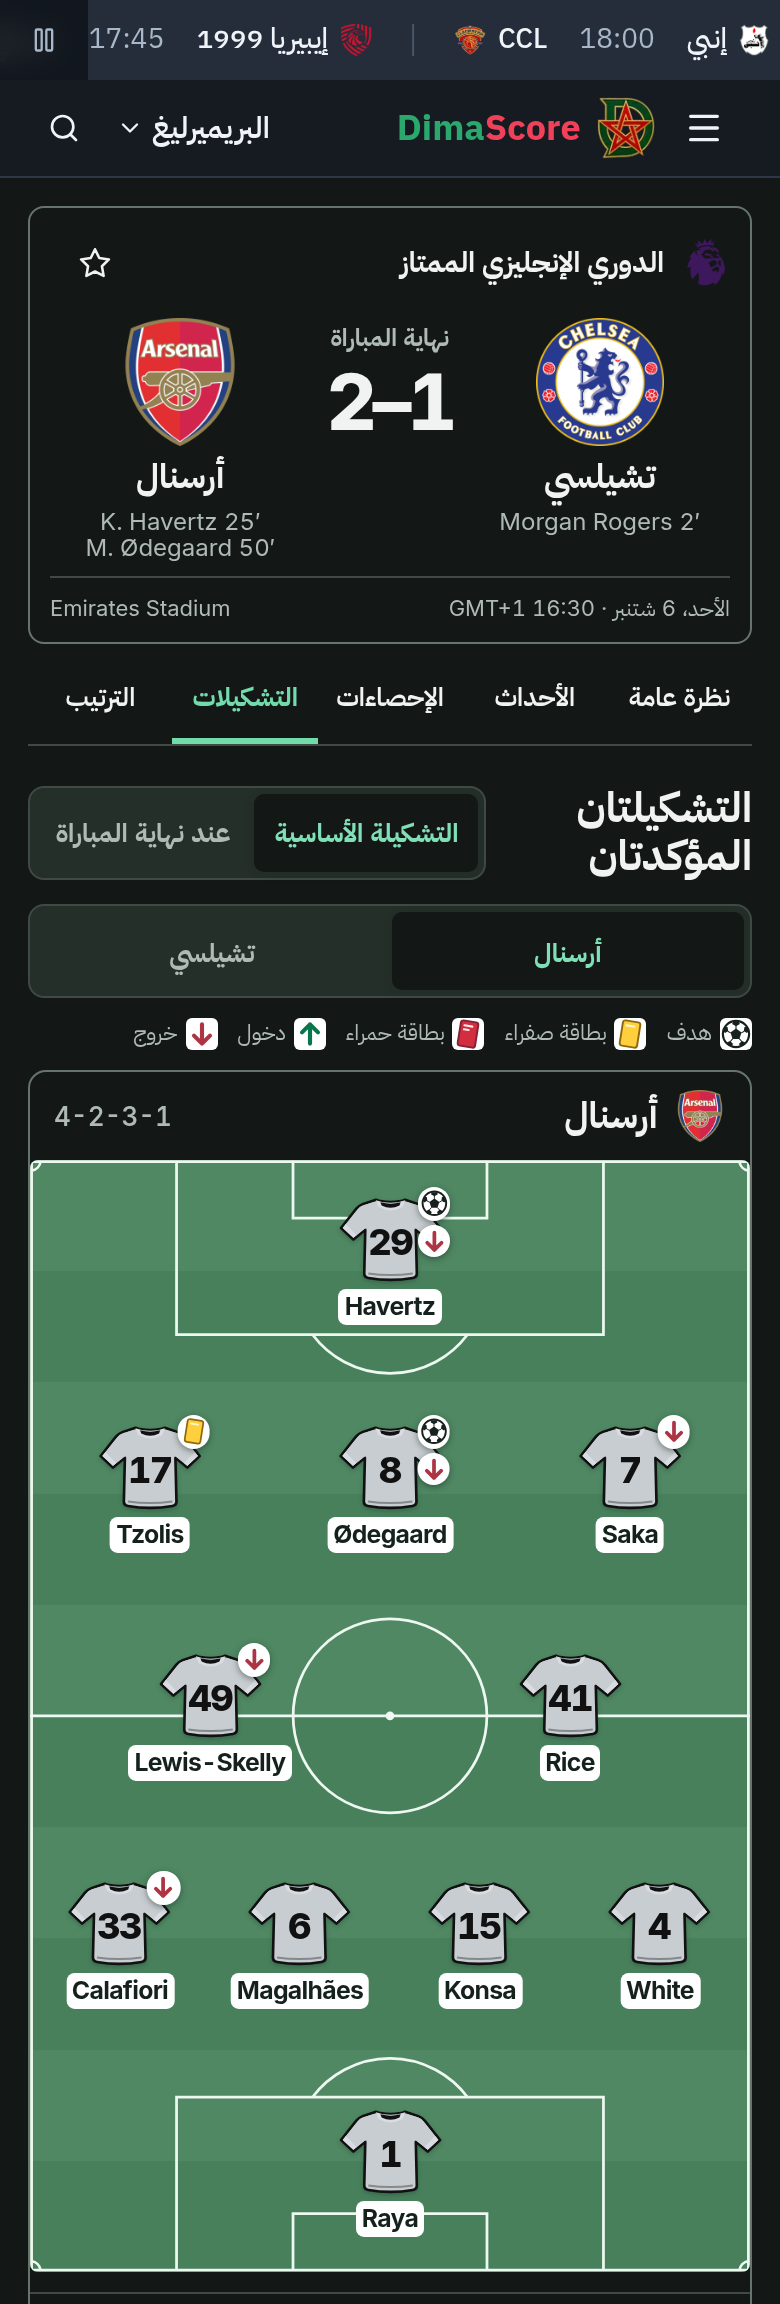 إنبي 18:00 CCL إيبيريا 1999 17:45
DimaScore البريميرليغ
الدوري الإنجليزي الممتاز
نهاية المباراة
CHELSEA FOOTBALL CLUB
Arsenal
2–1
تشيلسي
أرسنال
Morgan Rogers 2′
K. Havertz 25′
M. Ødegaard 50′
الأحد، 6 شتنبر · 16:30 GMT+1
Emirates Stadium
نظرة عامة الأحداث الإحصاءات التشكيلات الترتيب
التشكيلتان
المؤكدتان
التشكيلة الأساسية عند نهاية المباراة
أرسنال تشيلسي
هدف بطاقة صفراء بطاقة حمراء دخول خروج
Arsenal
أرسنال 4-2-3-1
29
Havertz
17 8 7
Tzolis Ødegaard Saka
49 41
Lewis-Skelly Rice
33 6 15 4
Calafiori Magalhães Konsa White
1
Raya